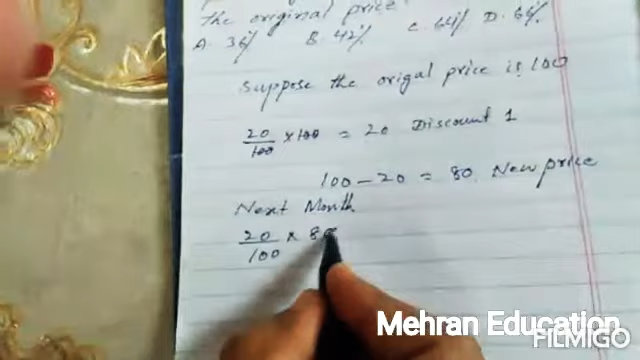 the original price?
A. 36% B. 42% C. 64% D. 66%.
Suppose the origal price is 100
20/100 × 100 = 20 Discount 1
100 – 20 = 80. New price
Next Month
20/100 × 80
Mehran Education
FILMIGO